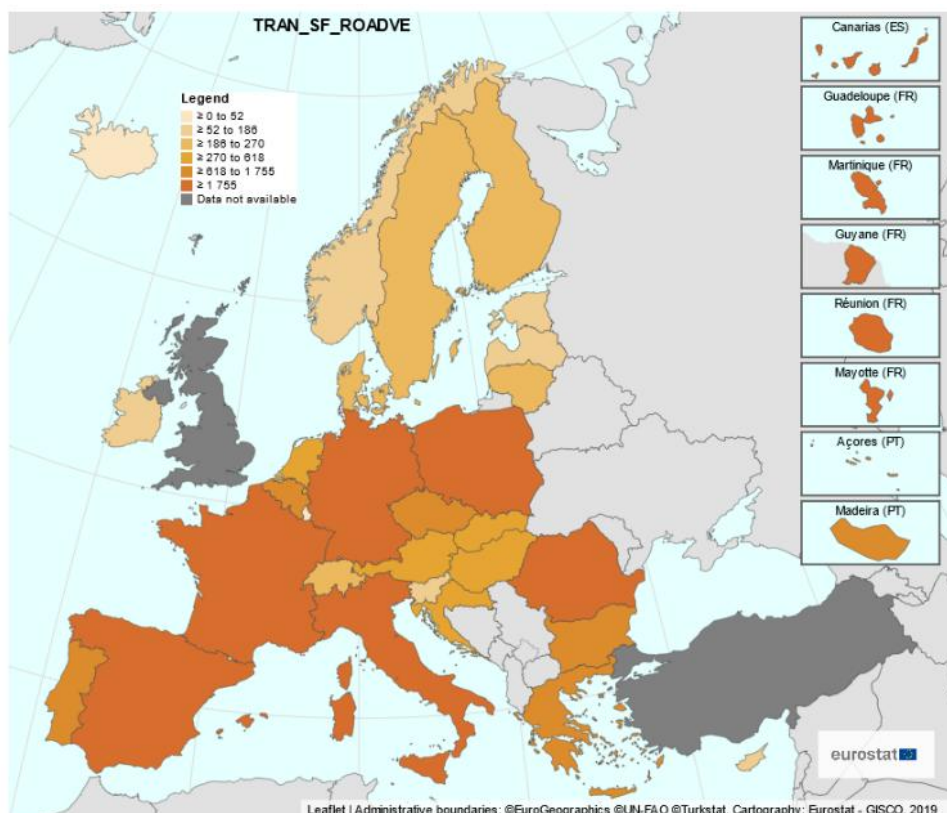 TRAN_SF_ROADVE
Legend
≥ 0 to 52
≥ 52 to 186
≥ 186 to 270
≥ 270 to 618
≥ 618 to 1 755
≥ 1 755
Data not available
Canarias (ES)
Guadeloupe (FR)
Martinique (FR)
Guyane (FR)
Réunion (FR)
Mayotte (FR)
Açores (PT)
Madeira (PT)
eurostat
Leaflet | Administrative boundaries: ©EuroGeographics ©UN-FAO ©Turkstat, Cartography: Eurostat - GISCO, 2019